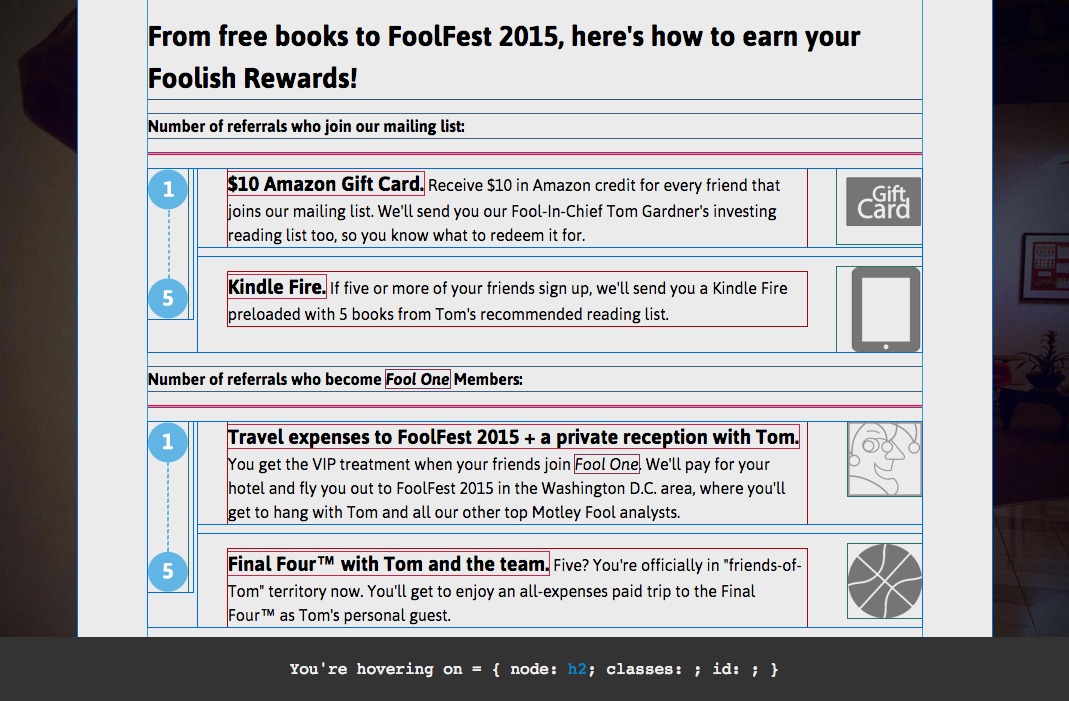 From free books to FoolFest 2015, here's how to earn your
Foolish Rewards!
Number of referrals who join our mailing list:
1
$10 Amazon Gift Card. Receive $10 in Amazon credit for every friend that
joins our mailing list. We'll send you our Fool-In-Chief Tom Gardner's investing
reading list too, so you know what to redeem it for.
Gift
Card
5
Kindle Fire. If five or more of your friends sign up, we'll send you a Kindle Fire
preloaded with 5 books from Tom's recommended reading list.
Number of referrals who become Fool One Members:
1
Travel expenses to FoolFest 2015 + a private reception with Tom.
You get the VIP treatment when your friends join Fool One. We'll pay for your
hotel and fly you out to FoolFest 2015 in the Washington D.C. area, where you'll
get to hang with Tom and all our other top Motley Fool analysts.
5
Final Four™ with Tom and the team. Five? You're officially in "friends-of-
Tom" territory now. You'll get to enjoy an all-expenses paid trip to the Final
Four™ as Tom's personal guest.
You're hovering on = { node: h2; classes: ; id: ; }